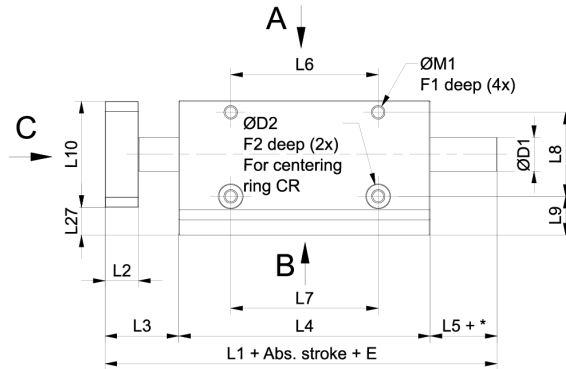 A
L6
ØM1
F1 deep (4x)
C
L10
ØD2
F2 deep (2x)
For centering
ring CR
ØD1
L8
L27
L9
L2
B
L7
L3
L4
L5 + *
L1 + Abs. stroke + E